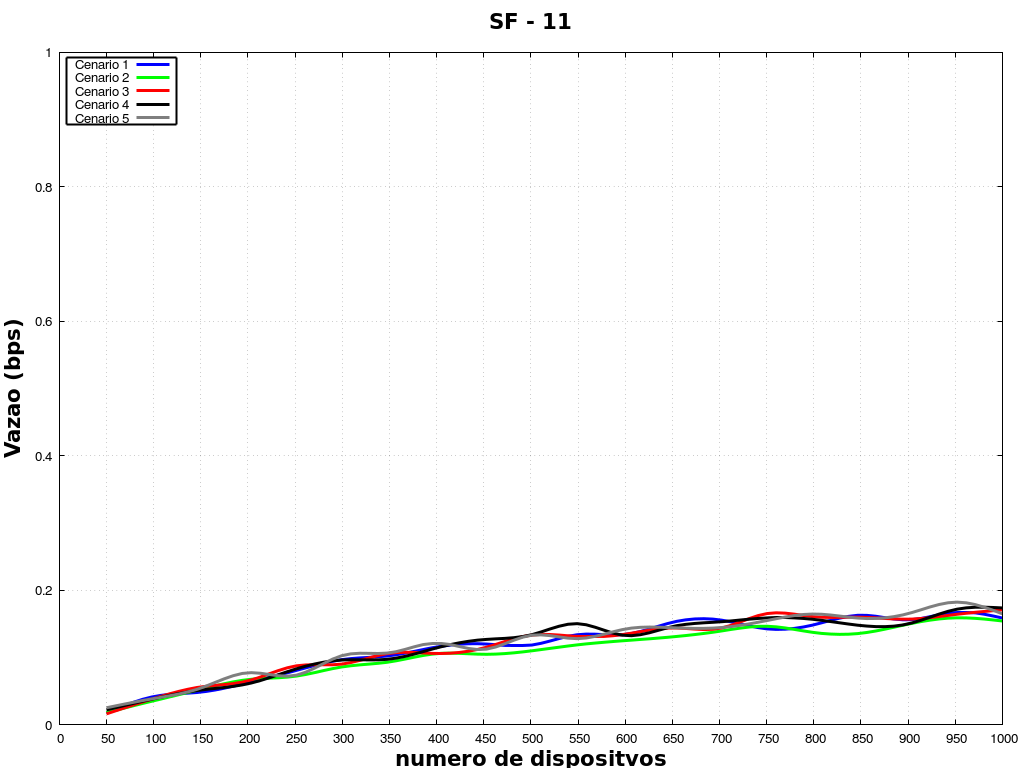 SF - 11
Cenario 1
Cenario 2
Cenario 3
Cenario 4
Cenario 5
1
0.8
0.6
0.4
0.2
0
Vazao (bps)
0 50 100 150 200 250 300 350 400 450 500 550 600 650 700 750 800 850 900 950 1000
numero de dispositvos